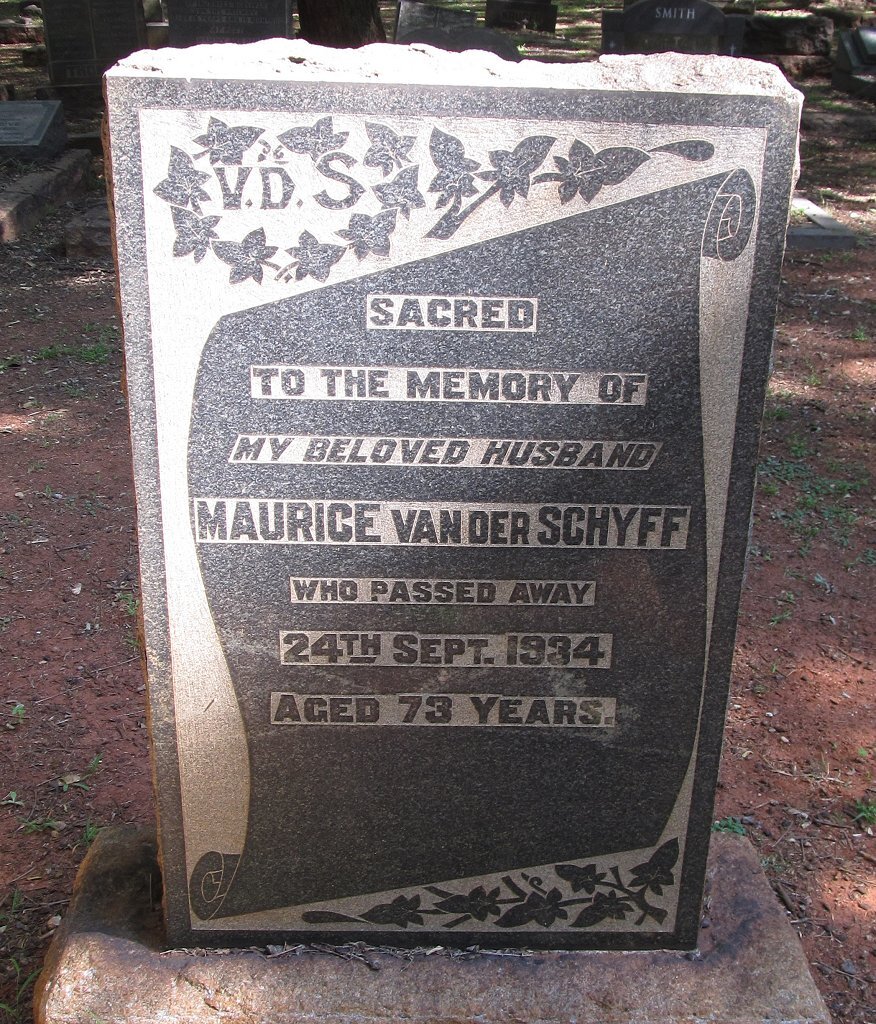 SMITH
V.D.S
SACRED
TO THE MEMORY OF
MY BELOVED HUSBAND
MAURICE VAN DER SCHYFF
WHO PASSED AWAY
24TH SEPT. 1934
AGED 73 YEARS.